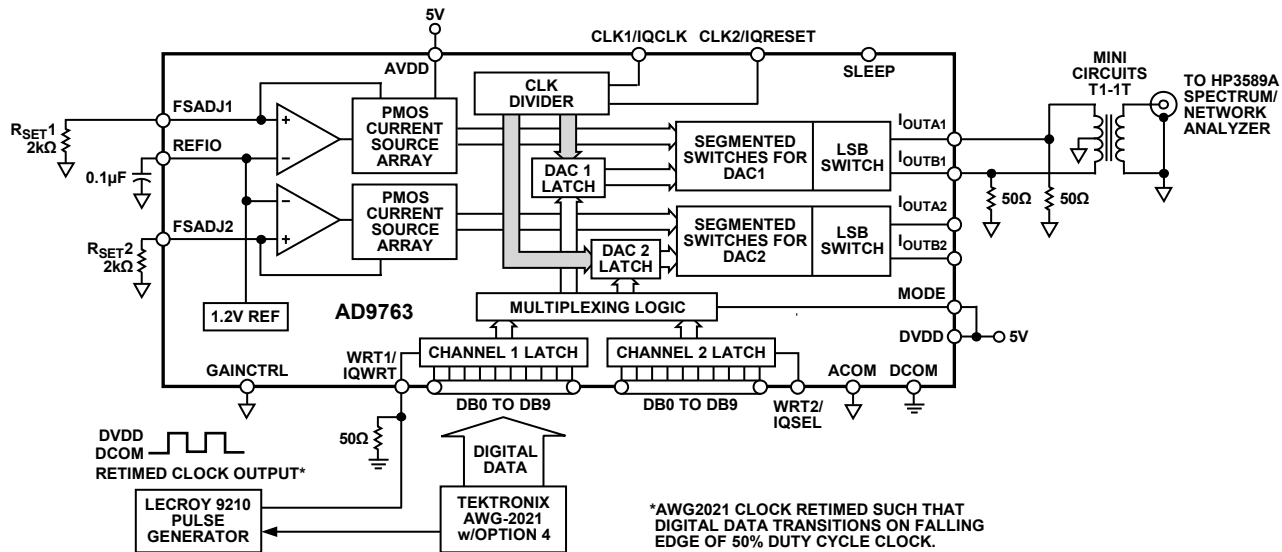 5V
CLK1/IQCLK
CLK2/IQRESET
AVDD
SLEEP
CLK
DIVIDER
MINI
CIRCUITS
T1-1T
TO HP3589A
SPECTRUM/
NETWORK
ANALYZER
FSADJ1
RSET1
2kΩ
REFIO
0.1µF
+
–
PMOS
CURRENT
SOURCE
ARRAY
DAC 1
LATCH
SEGMENTED
SWITCHES FOR
DAC1
LSB
SWITCH
IOUTA1
IOUTB1
50Ω
50Ω
FSADJ2
RSET2
2kΩ
–
+
PMOS
CURRENT
SOURCE
ARRAY
DAC 2
LATCH
SEGMENTED
SWITCHES FOR
DAC2
LSB
SWITCH
IOUTA2
IOUTB2
1.2V REF
AD9763
MULTIPLEXING LOGIC
MODE
DVDD
5V
CHANNEL 1 LATCH
CHANNEL 2 LATCH
GAINCTRL
WRT1/
IQWRT
DB0 TO DB9
DB0 TO DB9
WRT2/
IQSEL
ACOM
DCOM
50Ω
DIGITAL
DATA
DVDD
DCOM
RETIMED CLOCK OUTPUT*
LECROY 9210
PULSE
GENERATOR
TEKTRONIX
AWG-2021
w/OPTION 4
*AWG2021 CLOCK RETIMED SUCH THAT
DIGITAL DATA TRANSITIONS ON FALLING
EDGE OF 50% DUTY CYCLE CLOCK.